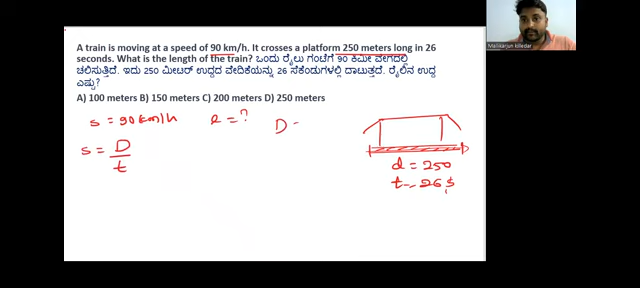 A train is moving at a speed of 90 km/h. It crosses a platform 250 meters long in 26
seconds. What is the length of the train? ಒಂದು ರೈಲು ಗಂಟೆಗೆ 90 ಕಿಮೀ ವೇಗದಲ್ಲಿ
ಚಲಿಸುತ್ತಿದೆ. ಇದು 250 ಮೀಟರ್ ಉದ್ದದ ವೇದಿಕೆಯನ್ನು 26 ಸೆಕೆಂಡುಗಳಲ್ಲಿ ದಾಟುತ್ತದೆ. ರೈಲಿನ ಉದ್ದ
ಎಷ್ಟು?
A) 100 meters B) 150 meters C) 200 meters D) 250 meters
s = 90 km/h l = ? D -
s = D/t
d = 250
t = 26 s
Mallikarjun killedar